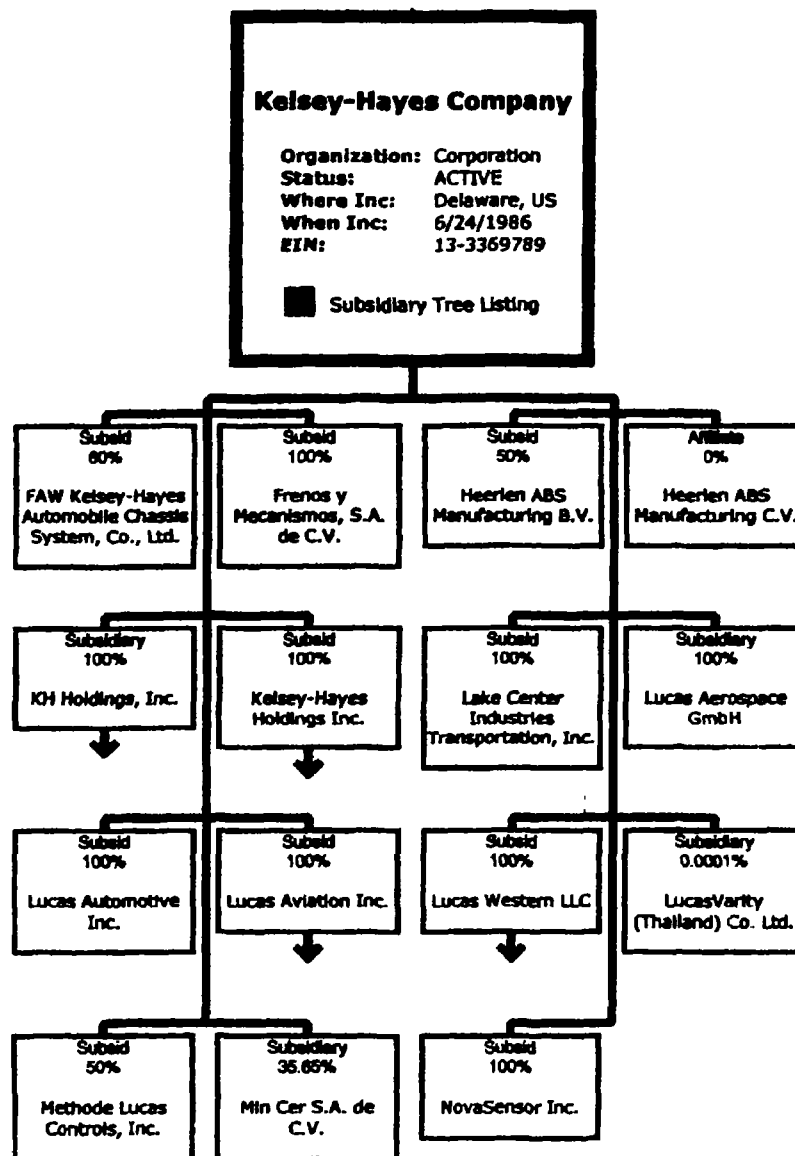 Kelsey-Hayes Company
Organization: Corporation
Status: ACTIVE
Where Inc: Delaware, US
When Inc: 6/24/1986
EIN: 13-3369789
Subsidiary Tree Listing
Subsid
60%
FAW Kelsey-Hayes
Automobile Chassis
System, Co., Ltd.
Subsid
100%
Frenos y
Mecanismos, S.A.
de C.V.
Subsid
50%
Heerlen ABS
Manufacturing B.V.
Affiliate
0%
Heerlen ABS
Manufacturing C.V.
Subsidiary
100%
KH Holdings, Inc.
Subsid
100%
Kelsey-Hayes
Holdings Inc.
Subsid
100%
Lake Center
Industries
Transportation, Inc.
Subsidiary
100%
Lucas Aerospace
GmbH
Subsid
100%
Lucas Automotive
Inc.
Subsid
100%
Lucas Aviation Inc.
Subsid
100%
Lucas Western LLC
Subsidiary
0.0001%
LucasVarity
(Thailand) Co. Ltd.
Subsid
50%
Methode Lucas
Controls, Inc.
Subsidiary
35.65%
Min Cer S.A. de
C.V.
Subsid
100%
NovaSensor Inc.